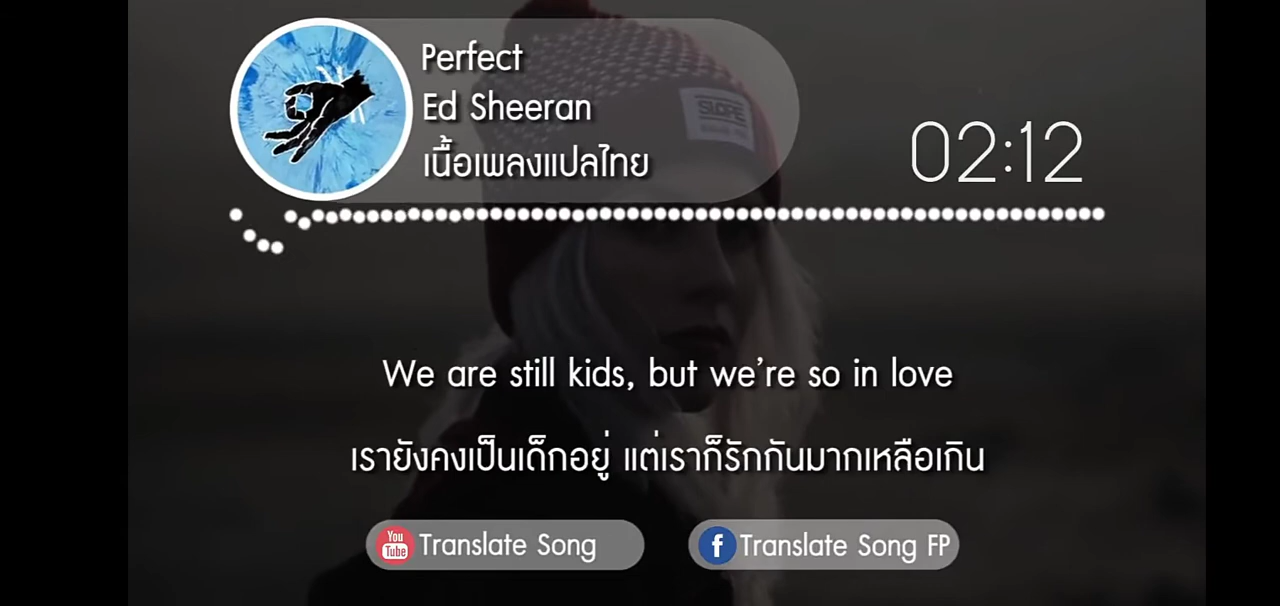 Perfect
Ed Sheeran
เนื้อเพลงแปลไทย
SLOPE
02:12
We are still kids, but we're so in love
เรายังคงเป็นเด็กอยู่ แต่เราก็รักกันมากเหลือเกิน
You
Tube
Translate Song
f
Translate Song FP